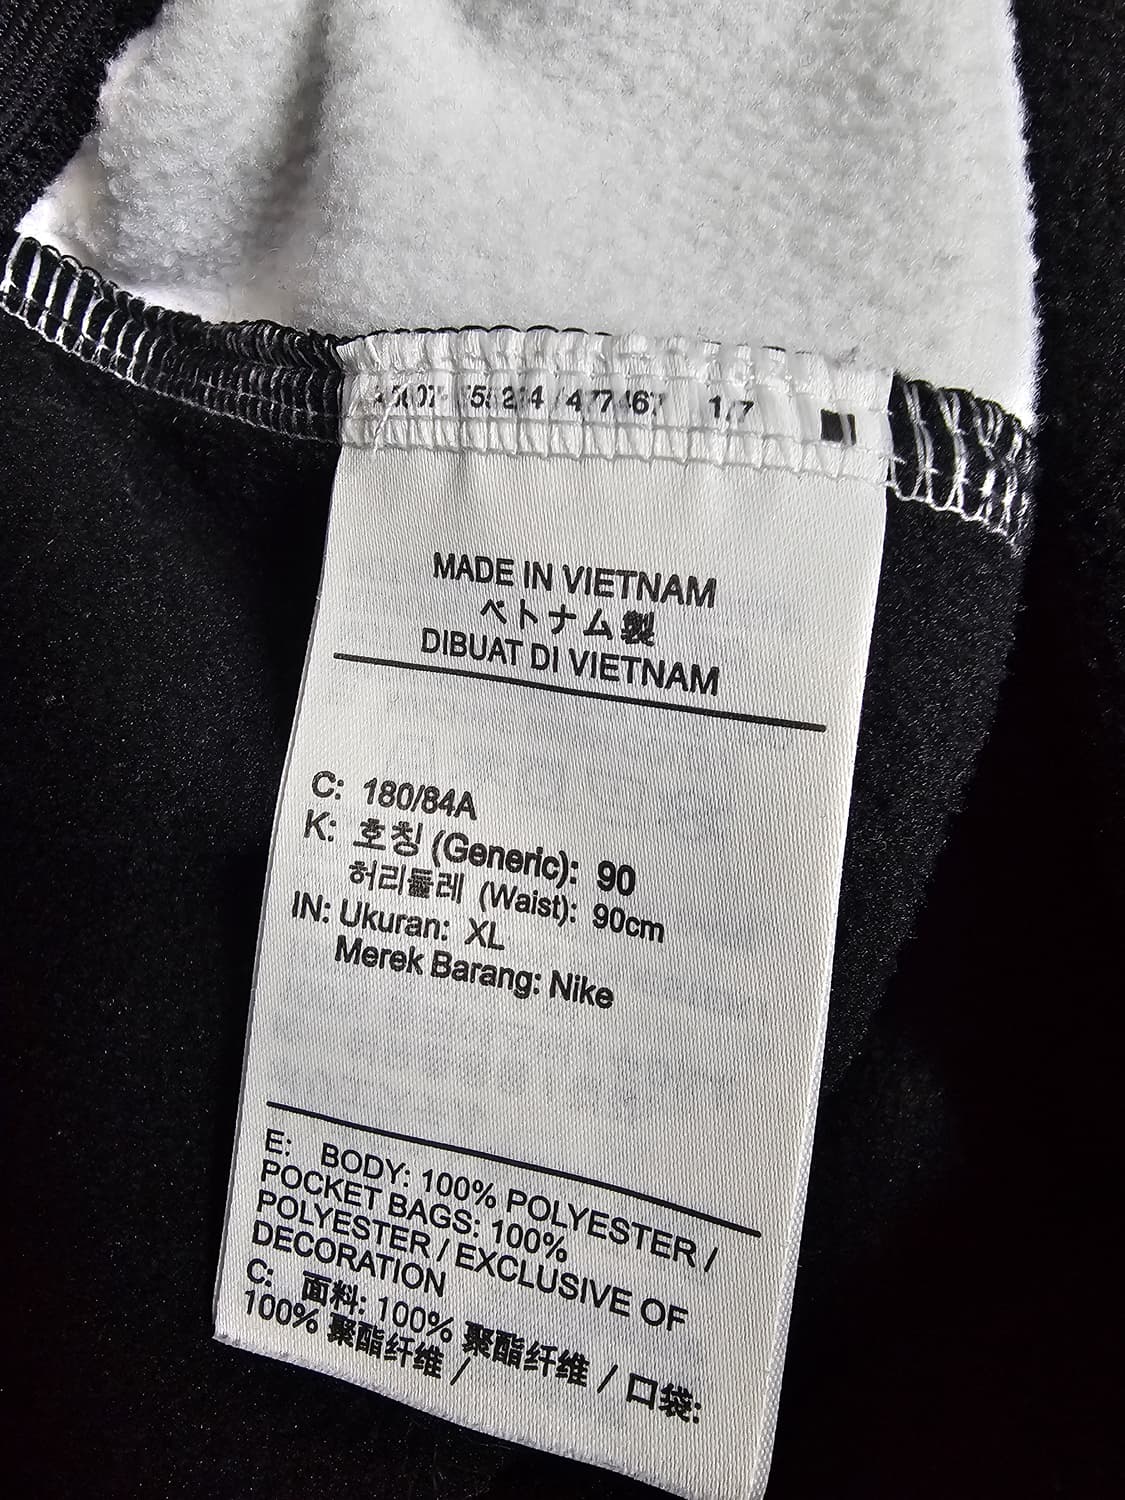 1/7
MADE IN VIETNAM
ベトナム製
DIBUAT DI VIETNAM
C: 180/84A
K: 호칭 (Generic): 90
허리둘레 (Waist): 90cm
IN: Ukuran: XL
Merek Barang: Nike
E: BODY: 100% POLYESTER /
POCKET BAGS: 100%
POLYESTER / EXCLUSIVE OF
DECORATION
C: 面料: 100% 聚酯纤维 / 口袋:
100% 聚酯纤维 /